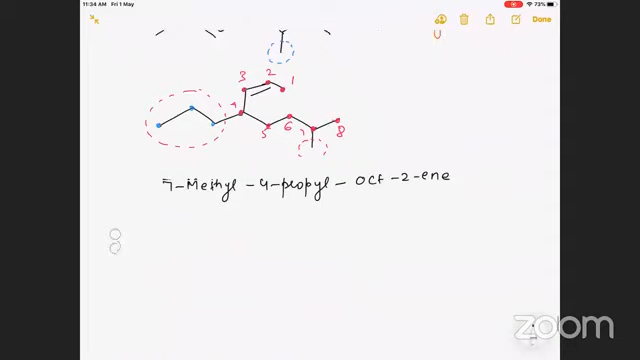 11:34 AM Fri 1 May
73%
Done
U
3 2 1
4 5 6 7 8
7-Methyl-4-propyl-Oct-2-ene
zoom